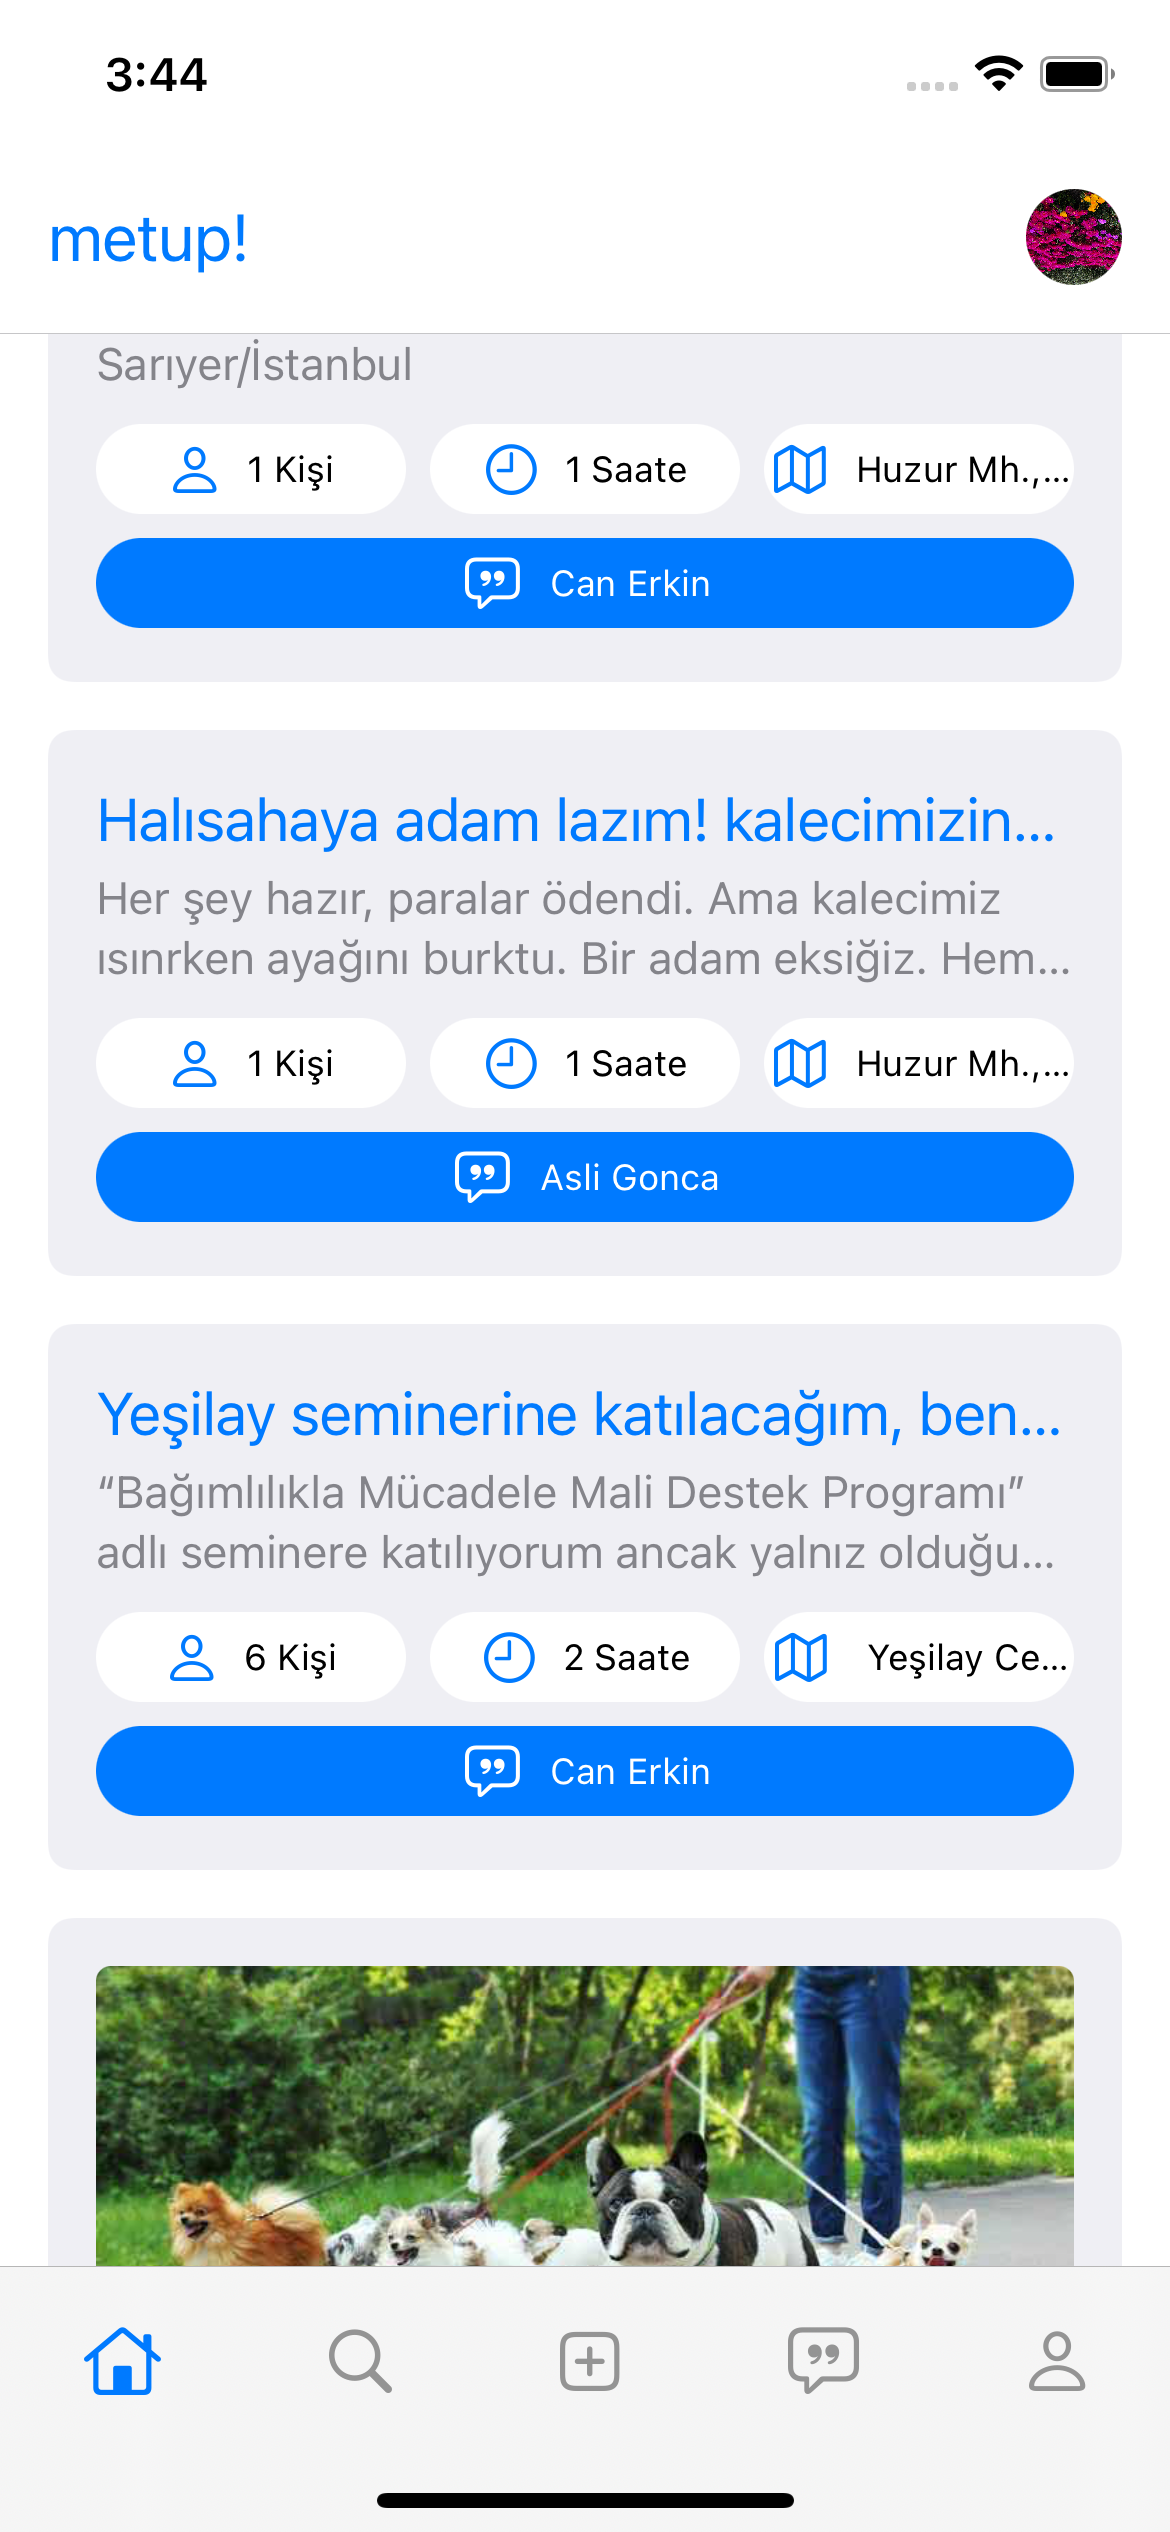 3:44
metup!
Sarıyer/İstanbul
1 Kişi
1 Saate
Huzur Mh.,...
Can Erkin
Halısahaya adam lazım! kalecimizin...
Her şey hazır, paralar ödendi. Ama kalecimiz
ısınrken ayağını burktu. Bir adam eksiğiz. Hem...
1 Kişi
1 Saate
Huzur Mh.,...
Asli Gonca
Yeşilay seminerine katılacağım, ben...
“Bağımlılıkla Mücadele Mali Destek Programı”
adlı seminere katılıyorum ancak yalnız olduğu...
6 Kişi
2 Saate
Yeşilay Ce...
Can Erkin